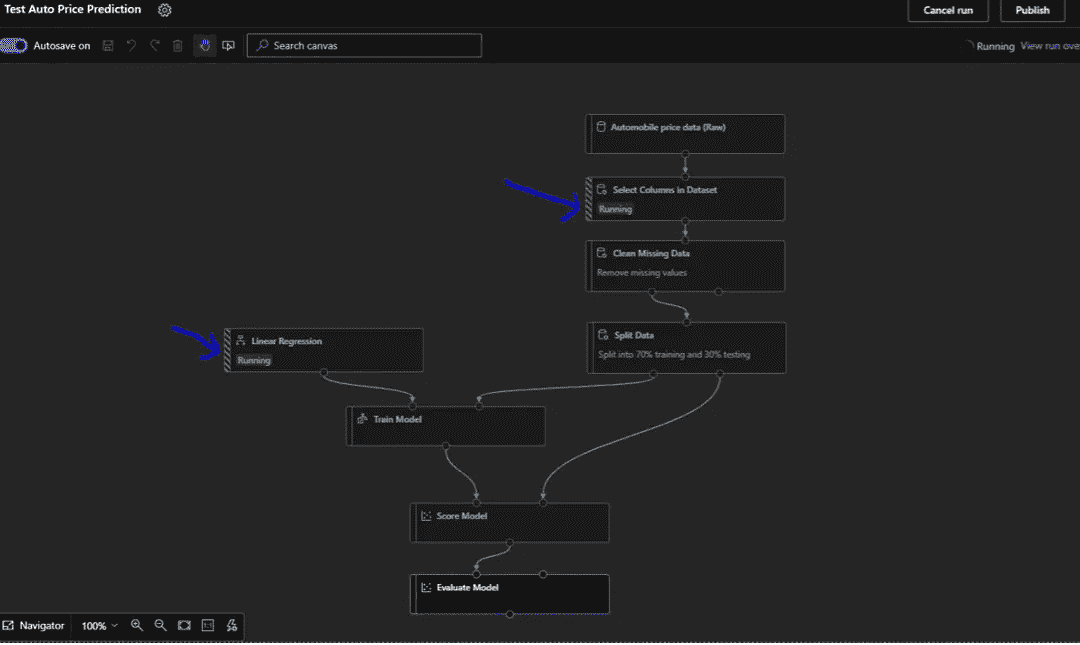 Test Auto Price Prediction
Cancel run
Publish
Autosave on
Search canvas
Running
View run ove
Automobile price data (Raw)
Select Columns in Dataset
Running
Clean Missing Data
Remove missing values
Linear Regression
Running
Split Data
Split into 70% training and 30% testing
Train Model
Score Model
Evaluate Model
Navigator
100%
1:1